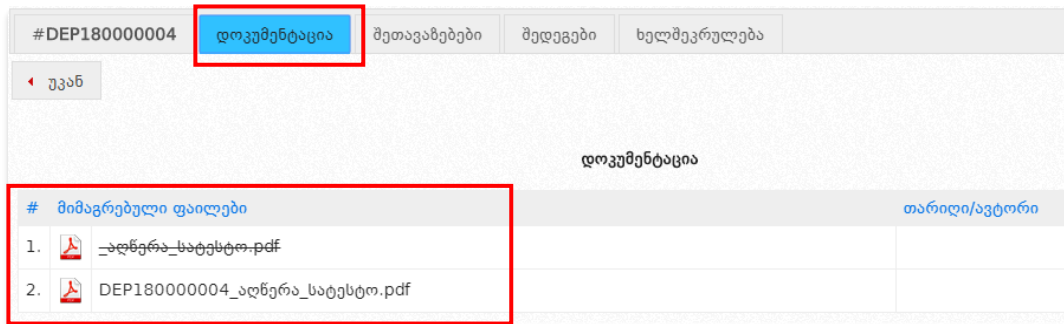 #DEP180000004 დოკუმენტაცია შეთავაზებები შედეგები ხელშეკრულება
უკან
დოკუმენტაცია
# მიმაგრებული ფაილები თარიღი/ავტორი
1. _აღწერა_სატესტო.pdf
2. DEP180000004_აღწერა_სატესტო.pdf